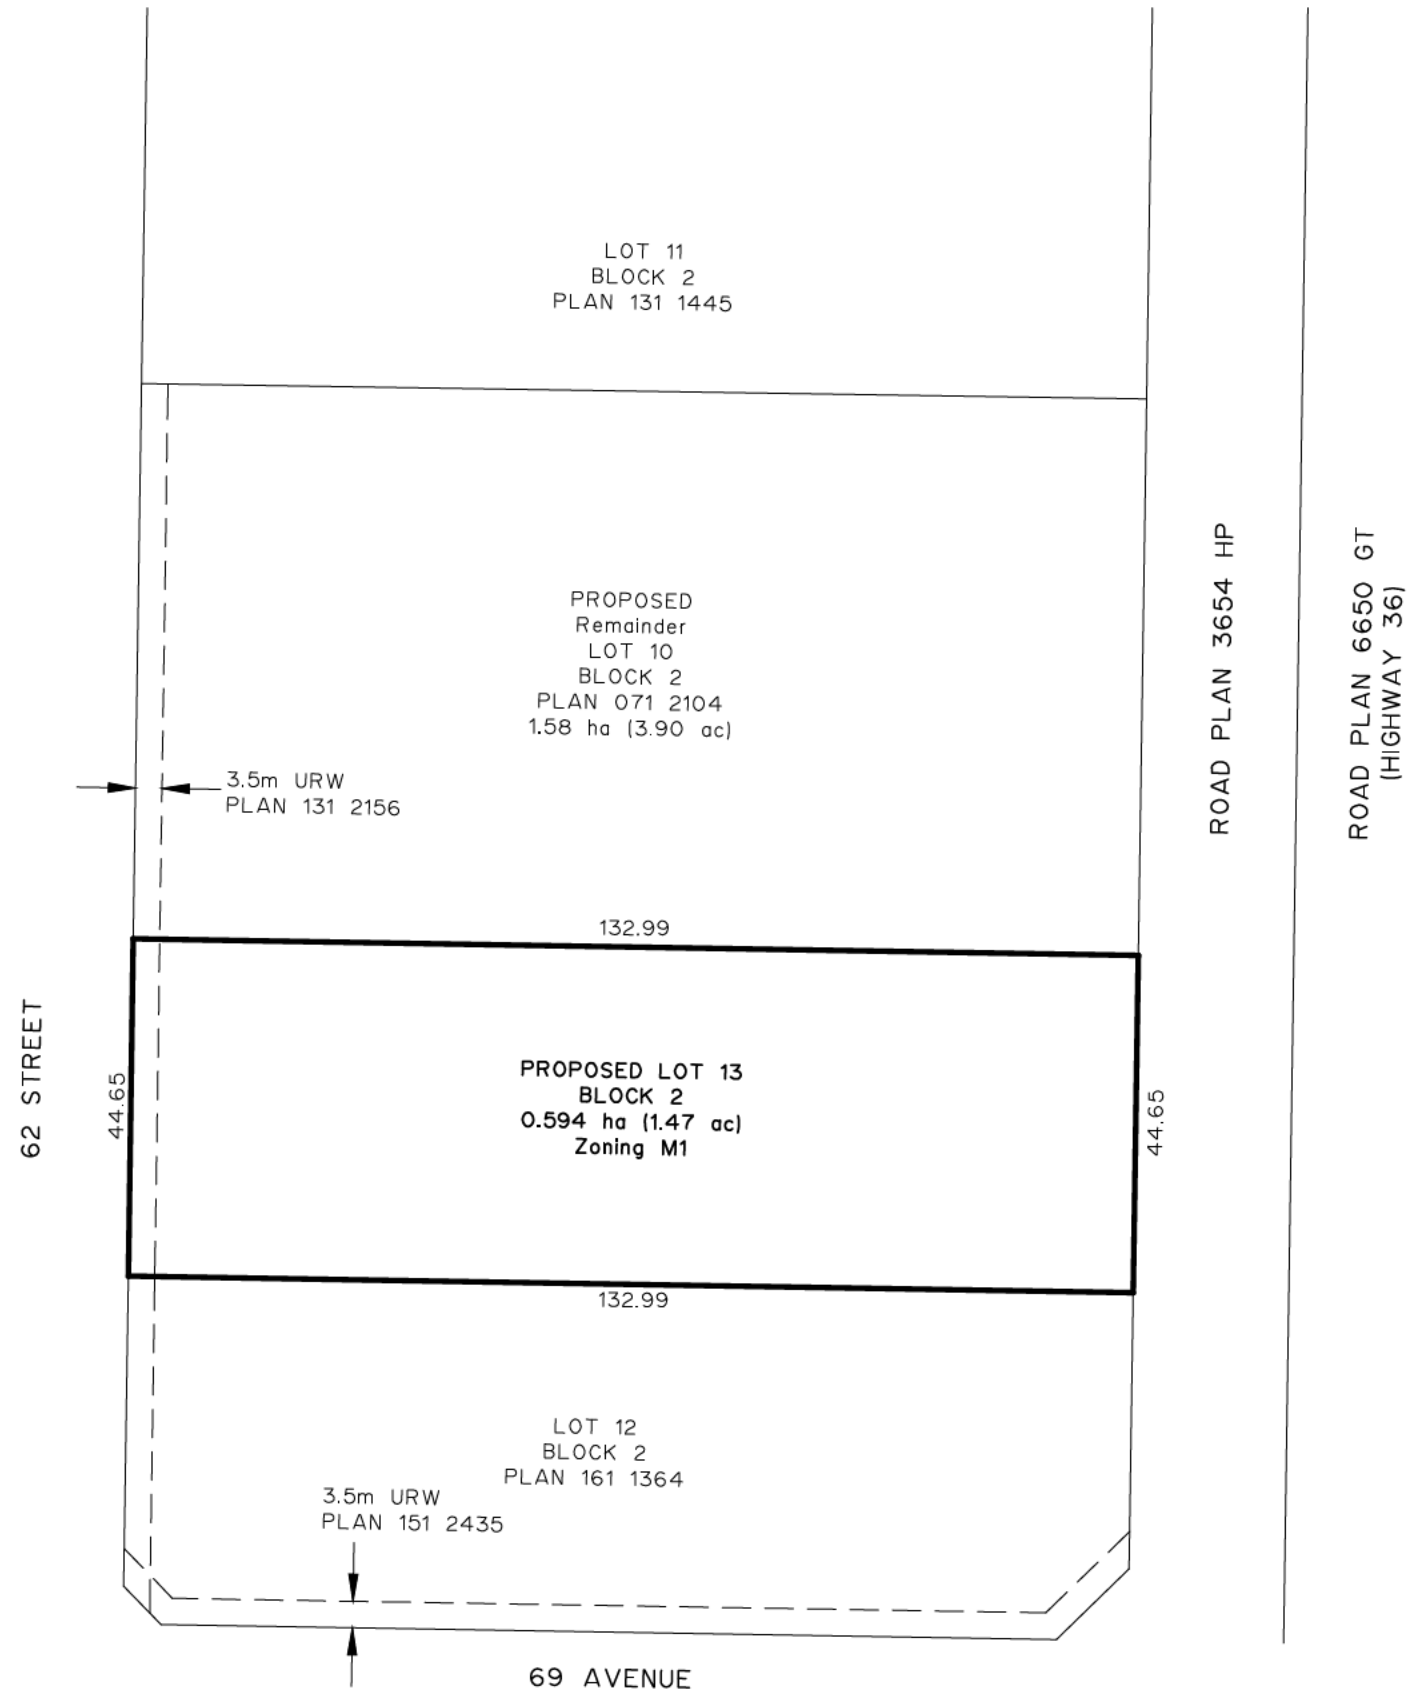 LOT 11
BLOCK 2
PLAN 131 1445
PROPOSED
Remainder
LOT 10
BLOCK 2
PLAN 071 2104
1.58 ha (3.90 ac)
ROAD PLAN 3654 HP
ROAD PLAN 6650 GT
(HIGHWAY 36)
3.5m URW
PLAN 131 2156
132.99
62 STREET
44.65
PROPOSED LOT 13
BLOCK 2
0.594 ha (1.47 ac)
Zoning M1
44.65
132.99
LOT 12
BLOCK 2
PLAN 161 1364
3.5m URW
PLAN 151 2435
69 AVENUE